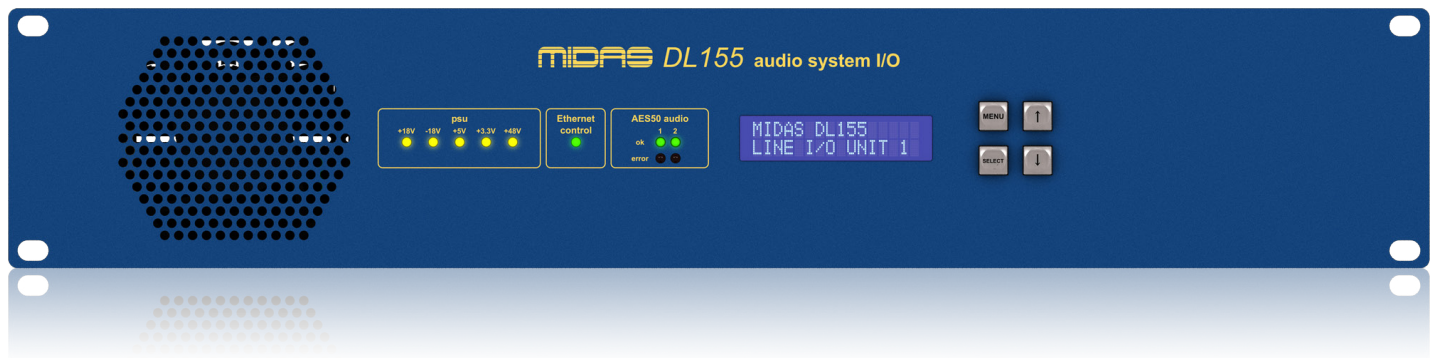 MIDAS DL155 audio system I/O
psu
+18V -18V +5V +3.3V +48V
Ethernet
control
AES50 audio
1 2
ok
error
MIDAS DL155
LINE I/O UNIT 1
MENU
↑
SELECT
↓